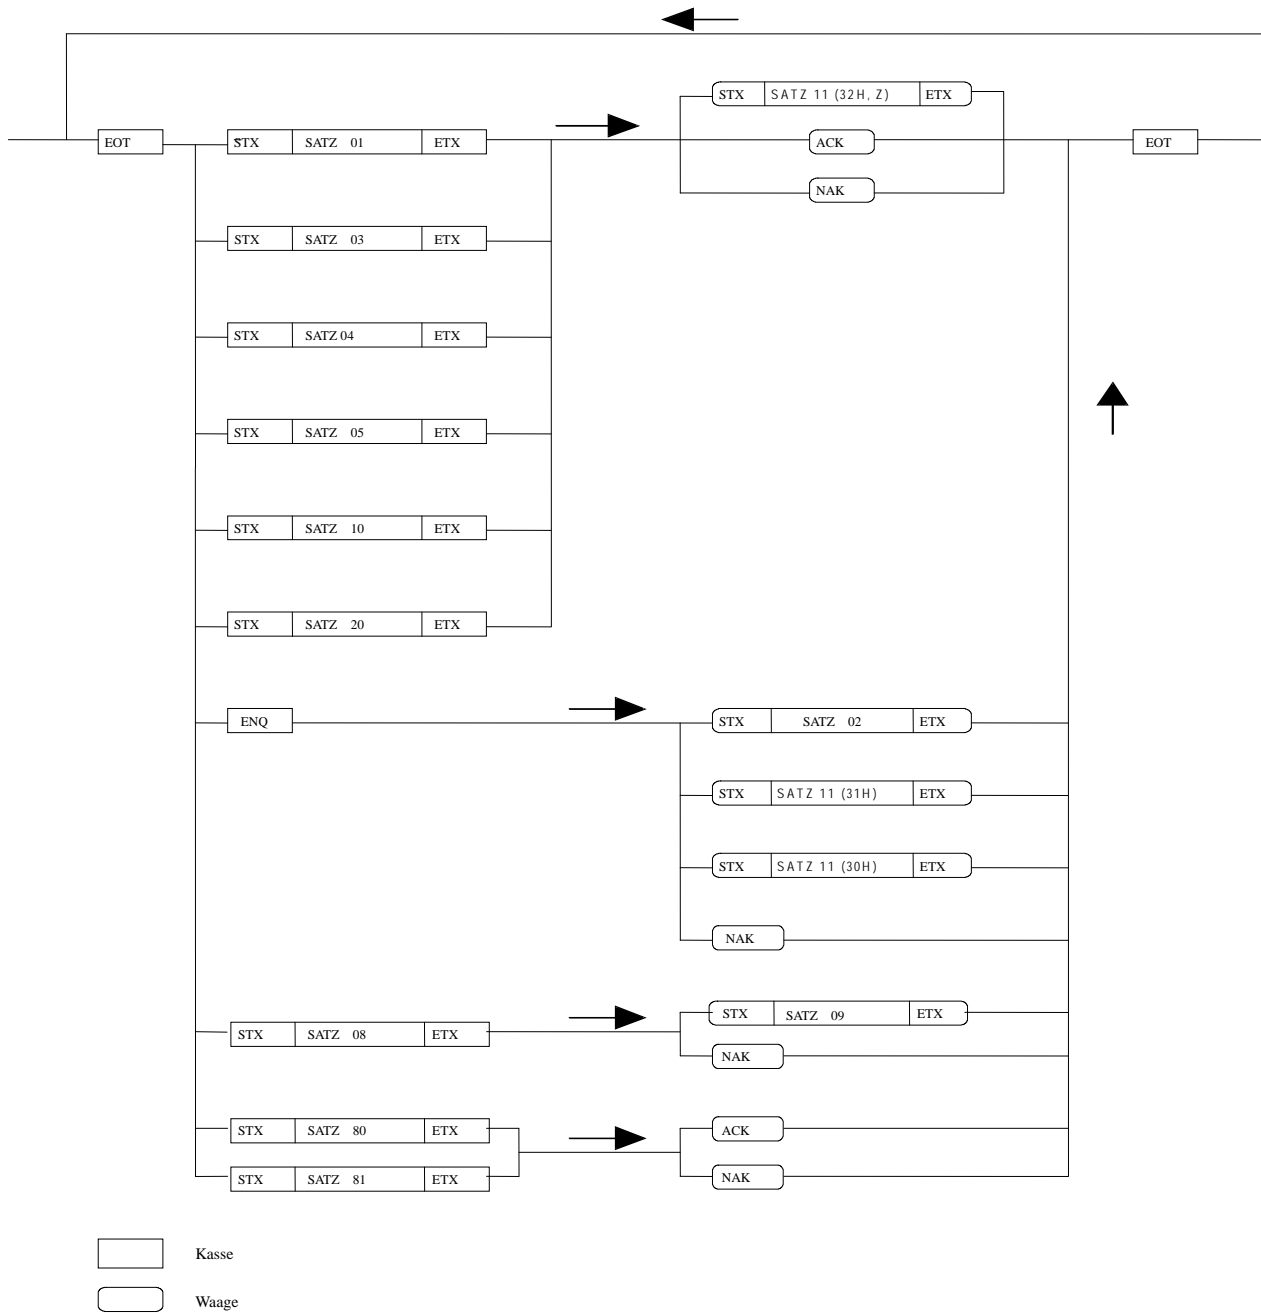 STX SATZ 11 (32H, Z) ETX
EOT STX SATZ 01 ETX ACK EOT
NAK
STX SATZ 03 ETX
STX SATZ 04 ETX
STX SATZ 05 ETX
STX SATZ 10 ETX
STX SATZ 20 ETX
ENQ STX SATZ 02 ETX
STX SATZ 11 (31H) ETX
STX SATZ 11 (30H) ETX
NAK
STX SATZ 09 ETX
STX SATZ 08 ETX
NAK
STX SATZ 80 ETX ACK
STX SATZ 81 ETX NAK
Kasse
Waage